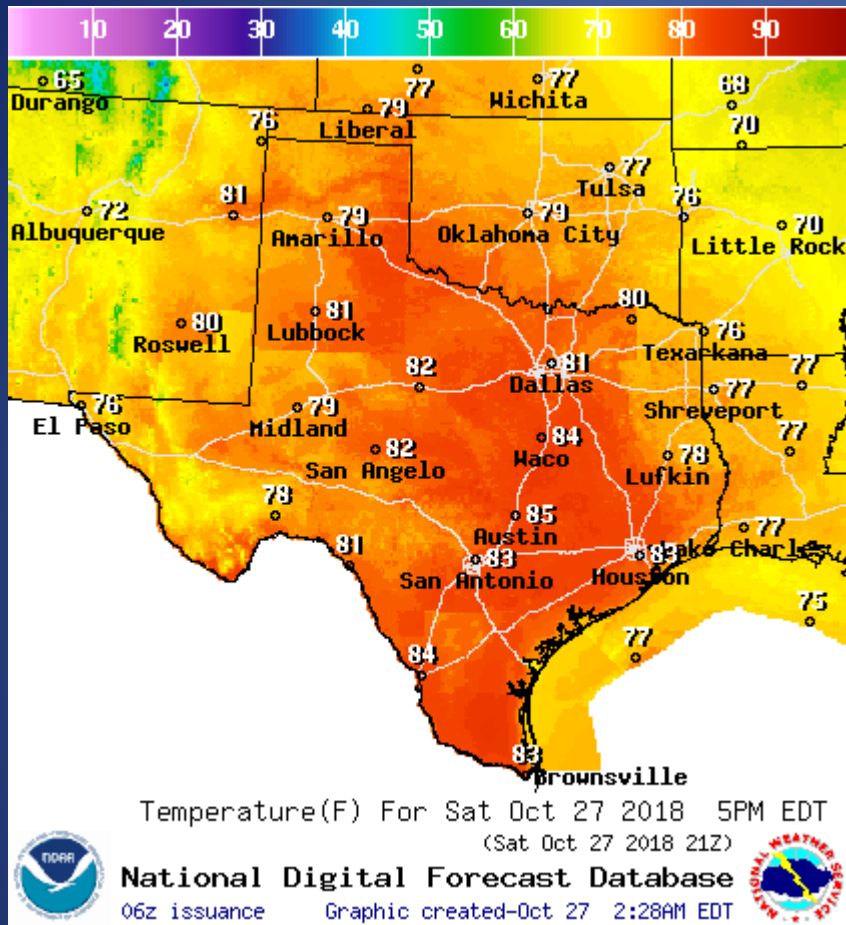 10 20 30 40 50 60 70 80 90
65
Durango
77
77
Wichita
79
Liberal
68
76
70
77
Tulsa
72
Albuquerque
81
79
Amarillo
79
Oklahoma City
76
70
Little Rock
80
Roswell
81
Lubbock
80
76
Texarkana
82
81
Dallas
77
Shreveport
77
76
El Paso
79
Midland
82
San Angelo
84
Waco
78
Lufkin
77
78
85
Austin
77
Lake Charles
81
83
San Antonio
83
Houston
75
77
84
83
Brownsville
Temperature(F) For Sat Oct 27 2018 5PM EDT
(Sat Oct 27 2018 21Z)
noaa
National Digital Forecast Database
06z issuance Graphic created-Oct 27 2:28AM EDT
NATIONAL WEATHER SERVICE